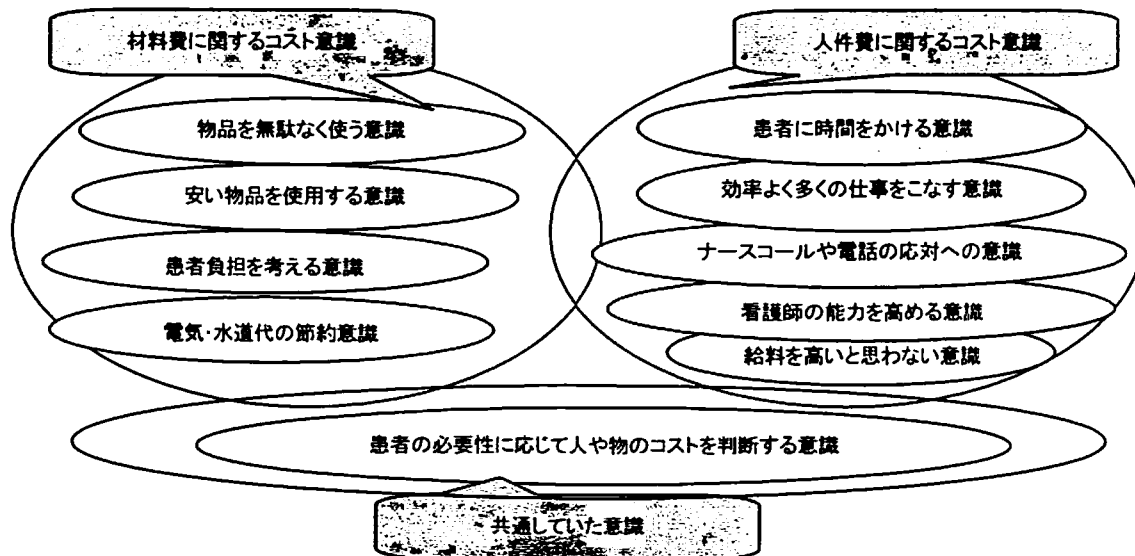 材料費に関するコスト意識
物品を無駄なく使う意識
安い物品を使用する意識
患者負担を考える意識
電気・水道代の節約意識
人件費に関するコスト意識
患者に時間をかける意識
効率よく多くの仕事をこなす意識
ナースコールや電話の応対への意識
看護師の能力を高める意識
給料を高いと思わない意識
患者の必要性に応じて人や物のコストを判断する意識
共通していた意識